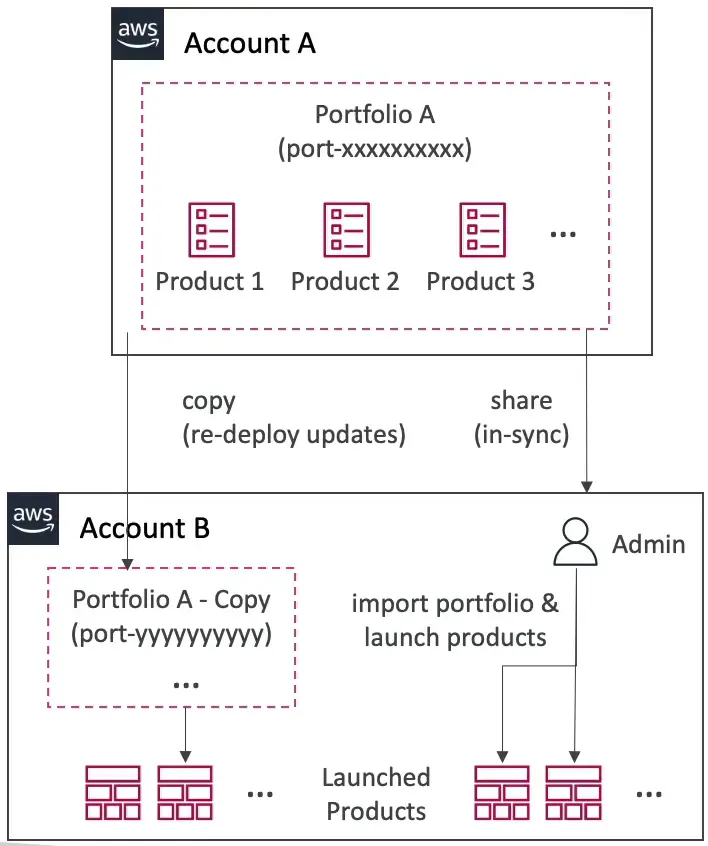 aws
Account A
Portfolio A
(port-xxxxxxxxxx)
...
Product 1
Product 2
Product 3
copy
(re-deploy updates)
share
(in-sync)
aws
Account B
Admin
Portfolio A - Copy
(port-yyyyyyyyyy)
...
import portfolio &
launch products
...
Launched
Products
...